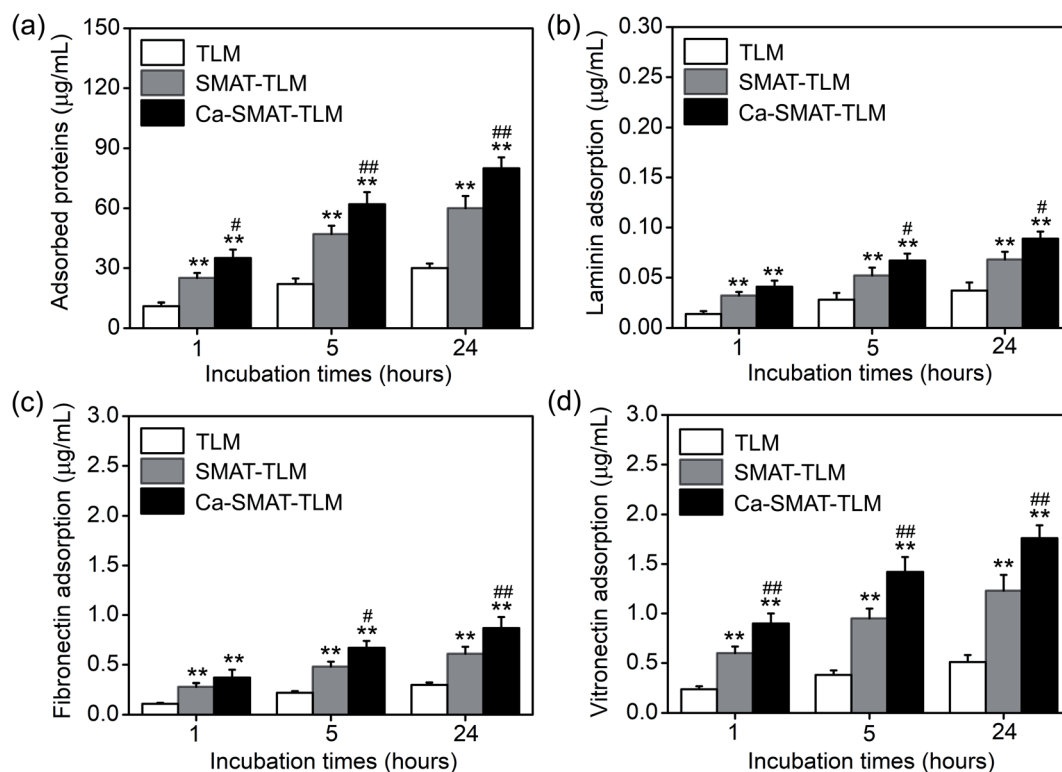 (a)
Adsorbed proteins (μg/mL)
150
120
90
60
30
0
TLM
SMAT-TLM
Ca-SMAT-TLM
** # **
** ## **
** ## **
1 5 24
Incubation times (hours)
(b)
Laminin adsorption (μg/mL)
0.30
0.25
0.20
0.15
0.10
0.05
0.00
TLM
SMAT-TLM
Ca-SMAT-TLM
** **
** # **
** # **
1 5 24
Incubation times (hours)
(c)
Fibronectin adsorption (μg/mL)
3.0
2.5
2.0
1.5
1.0
0.5
0.0
TLM
SMAT-TLM
Ca-SMAT-TLM
** **
** # **
** ## **
1 5 24
Incubation times (hours)
(d)
Vitronectin adsorption (μg/mL)
3.0
2.5
2.0
1.5
1.0
0.5
0.0
TLM
SMAT-TLM
Ca-SMAT-TLM
** ## **
** ## **
** ## **
1 5 24
Incubation times (hours)